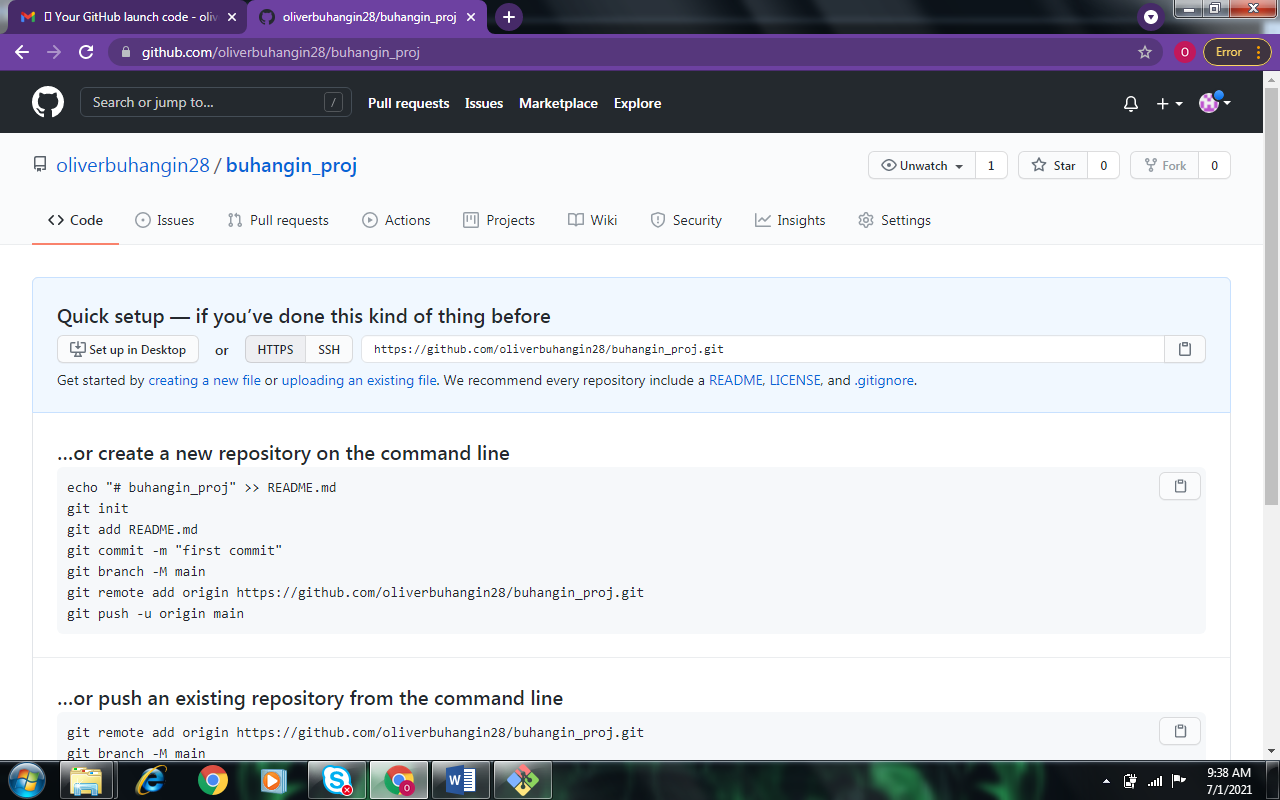 Your GitHub launch code - oliv
oliverbuhangin28/buhangin_proj
github.com/oliverbuhangin28/buhangin_proj
O
Error
Search or jump to...
/
Pull requests
Issues
Marketplace
Explore
oliverbuhangin28 / buhangin_proj
Unwatch
1
Star
0
Fork
0
Code
Issues
Pull requests
Actions
Projects
Wiki
Security
Insights
Settings
Quick setup — if you’ve done this kind of thing before
Set up in Desktop
or
HTTPS
SSH
https://github.com/oliverbuhangin28/buhangin_proj.git
Get started by creating a new file or uploading an existing file. We recommend every repository include a README, LICENSE, and .gitignore.
…or create a new repository on the command line
echo "# buhangin_proj" >> README.md
git init
git add README.md
git commit -m "first commit"
git branch -M main
git remote add origin https://github.com/oliverbuhangin28/buhangin_proj.git
git push -u origin main
…or push an existing repository from the command line
git remote add origin https://github.com/oliverbuhangin28/buhangin_proj.git
git branch -M main
9:38 AM
7/1/2021